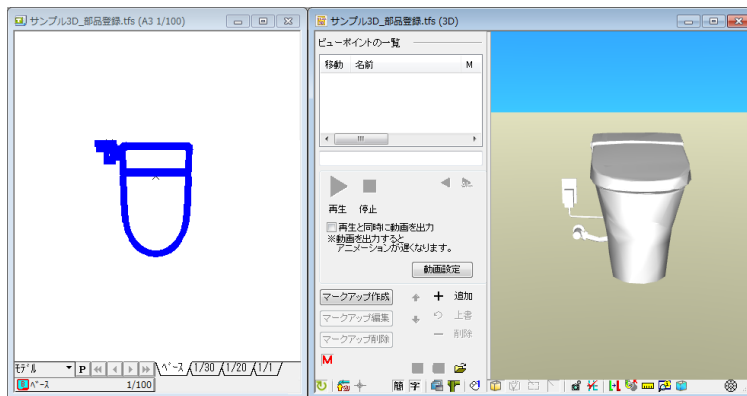 サンプル3D_部品登録.tfs (A3 1/100)
モデル P ベース 1/30 1/20 1/1
ベース 1/100
サンプル3D_部品登録.tfs (3D)
ビューポイントの一覧
移動 名前 M
再生 停止
再生と同時に動画を出力
※動画を出力すると
アニメーションが遅くなります。
動画設定
マークアップ作成 追加
マークアップ編集 上書
マークアップ削除 削除
M
簡 字